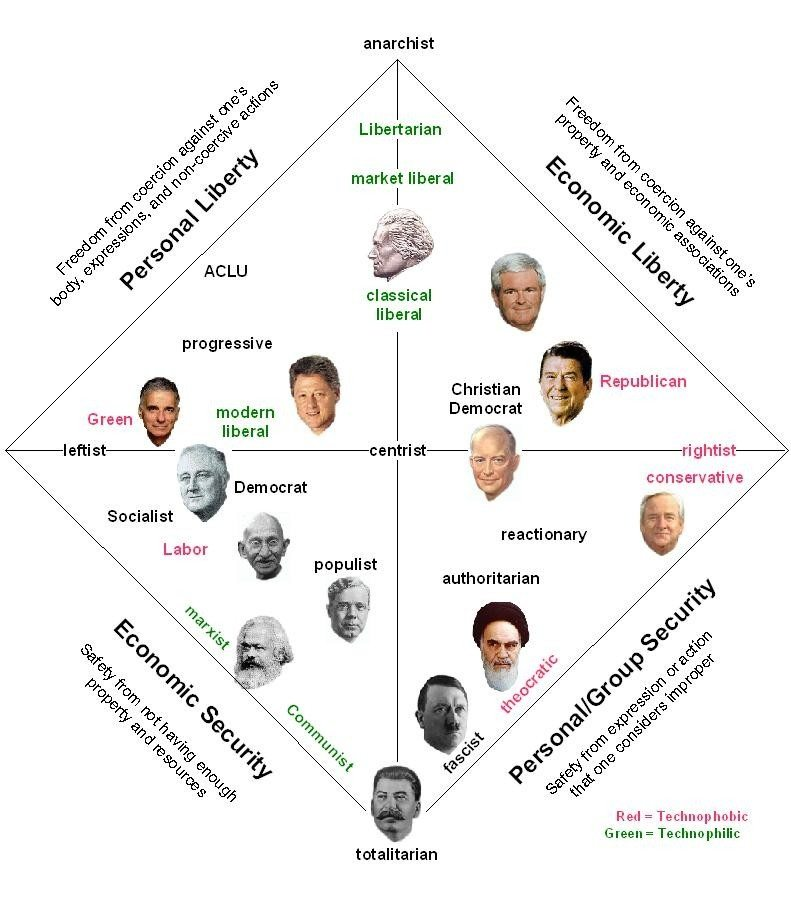 anarchist
Freedom from coercion against one's
body, expressions, and non-coercive actions
Personal Liberty
Freedom from coercion against one's
property and economic associations
Economic Liberty
Libertarian
market liberal
classical
liberal
ACLU
progressive
Green
modern
liberal
Christian
Democrat
Republican
leftist
centrist
rightist
conservative
Democrat
Socialist
Labor
reactionary
populist
authoritarian
marxist
Communist
theocratic
fascist
Economic Security
Safety from not having enough
property and resources
Personal/Group Security
Safety from expression or action
that one considers improper
totalitarian
Red = Technophobic
Green = Technophilic